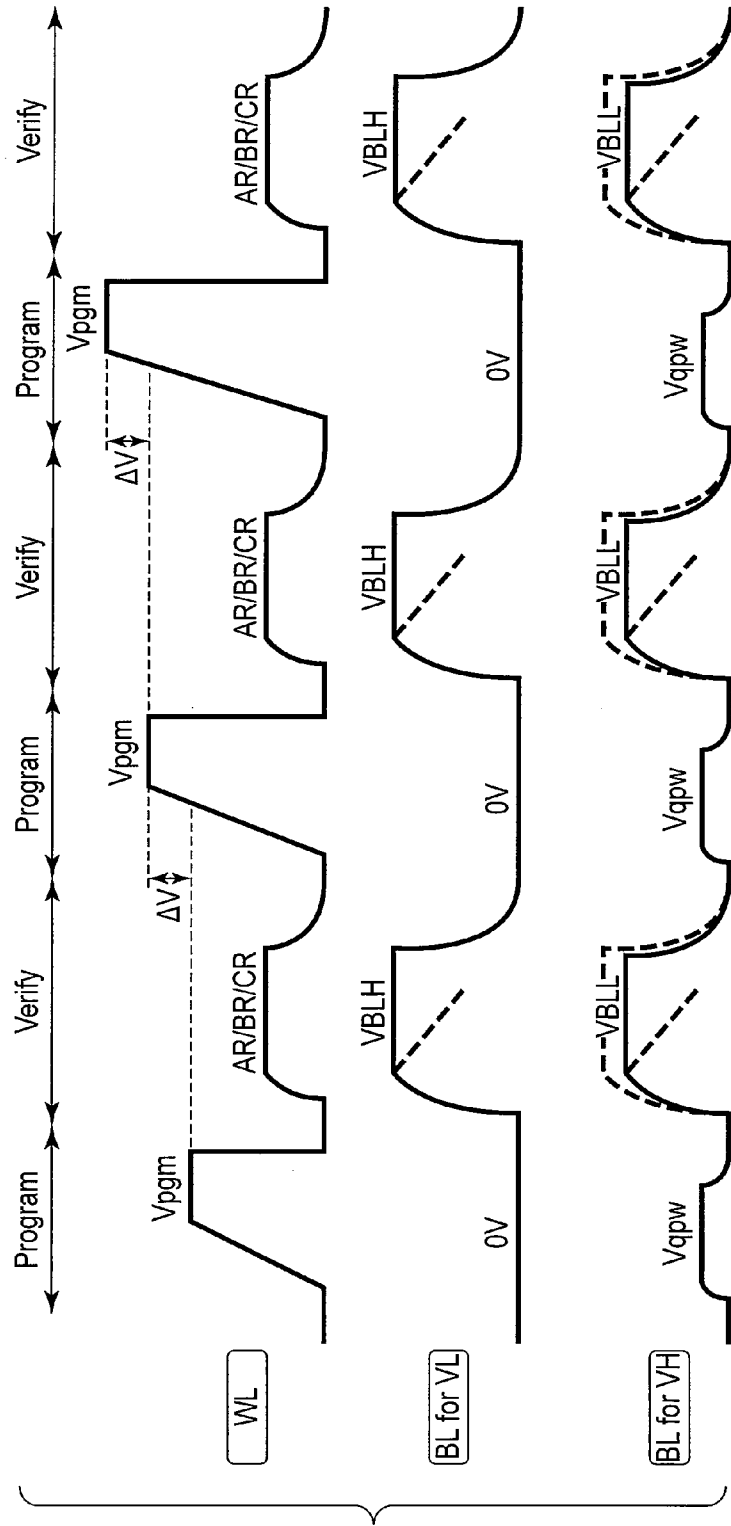 Program Verify Program Verify Program Verify
ΔV ΔV
WL Vpgm AR/BR/CR Vpgm AR/BR/CR Vpgm AR/BR/CR
BL for VL 0V VBLH 0V VBLH 0V VBLH
BL for VH Vqpw VBLL Vqpw VBLL Vqpw VBLL